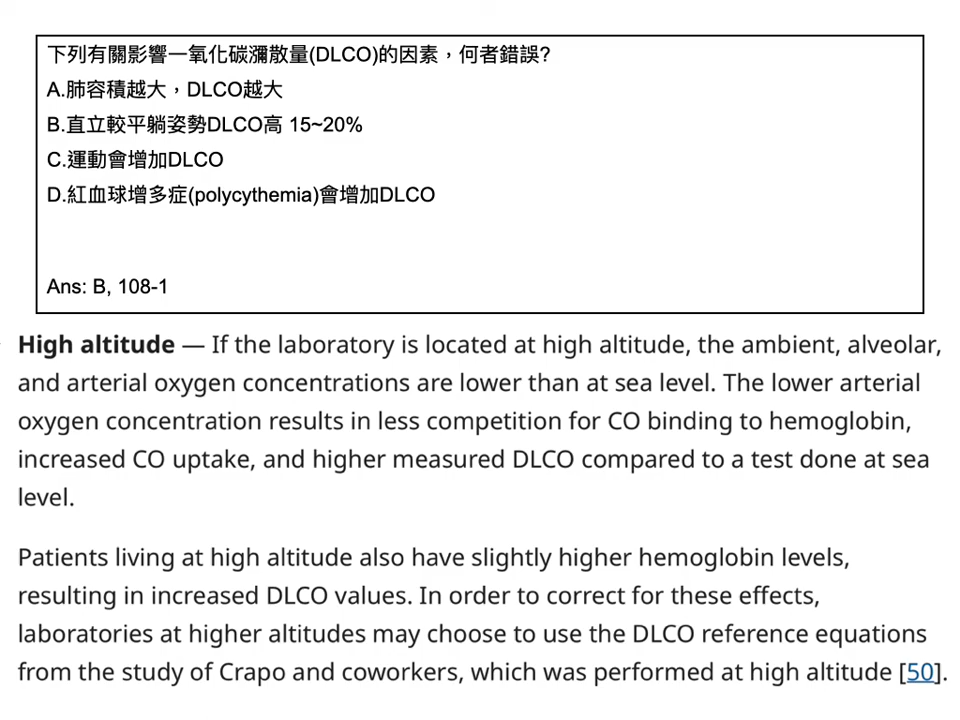 下列有關影響一氧化碳瀰散量(DLCO)的因素，何者錯誤?
A.肺容積越大，DLCO越大
B.直立較平躺姿勢DLCO高 15~20%
C.運動會增加DLCO
D.紅血球增多症(polycythemia)會增加DLCO
Ans: B, 108-1
High altitude — If the laboratory is located at high altitude, the ambient, alveolar,
and arterial oxygen concentrations are lower than at sea level. The lower arterial
oxygen concentration results in less competition for CO binding to hemoglobin,
increased CO uptake, and higher measured DLCO compared to a test done at sea
level.
Patients living at high altitude also have slightly higher hemoglobin levels,
resulting in increased DLCO values. In order to correct for these effects,
laboratories at higher altitudes may choose to use the DLCO reference equations
from the study of Crapo and coworkers, which was performed at high altitude [50].